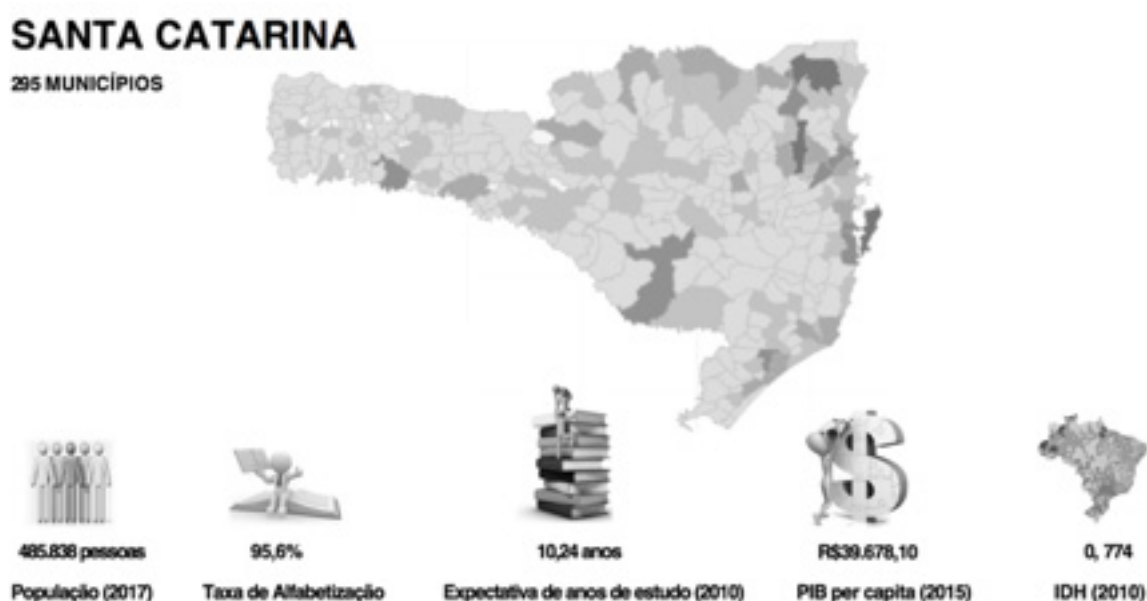 SANTA CATARINA
295 MUNICÍPIOS
485.838 pessoas
95,6%
10,24 anos
R$39.678,10
0, 774
População (2017)
Taxa de Alfabetização
Expectativa de anos de estudo (2010)
PIB per capita (2015)
IDH (2010)